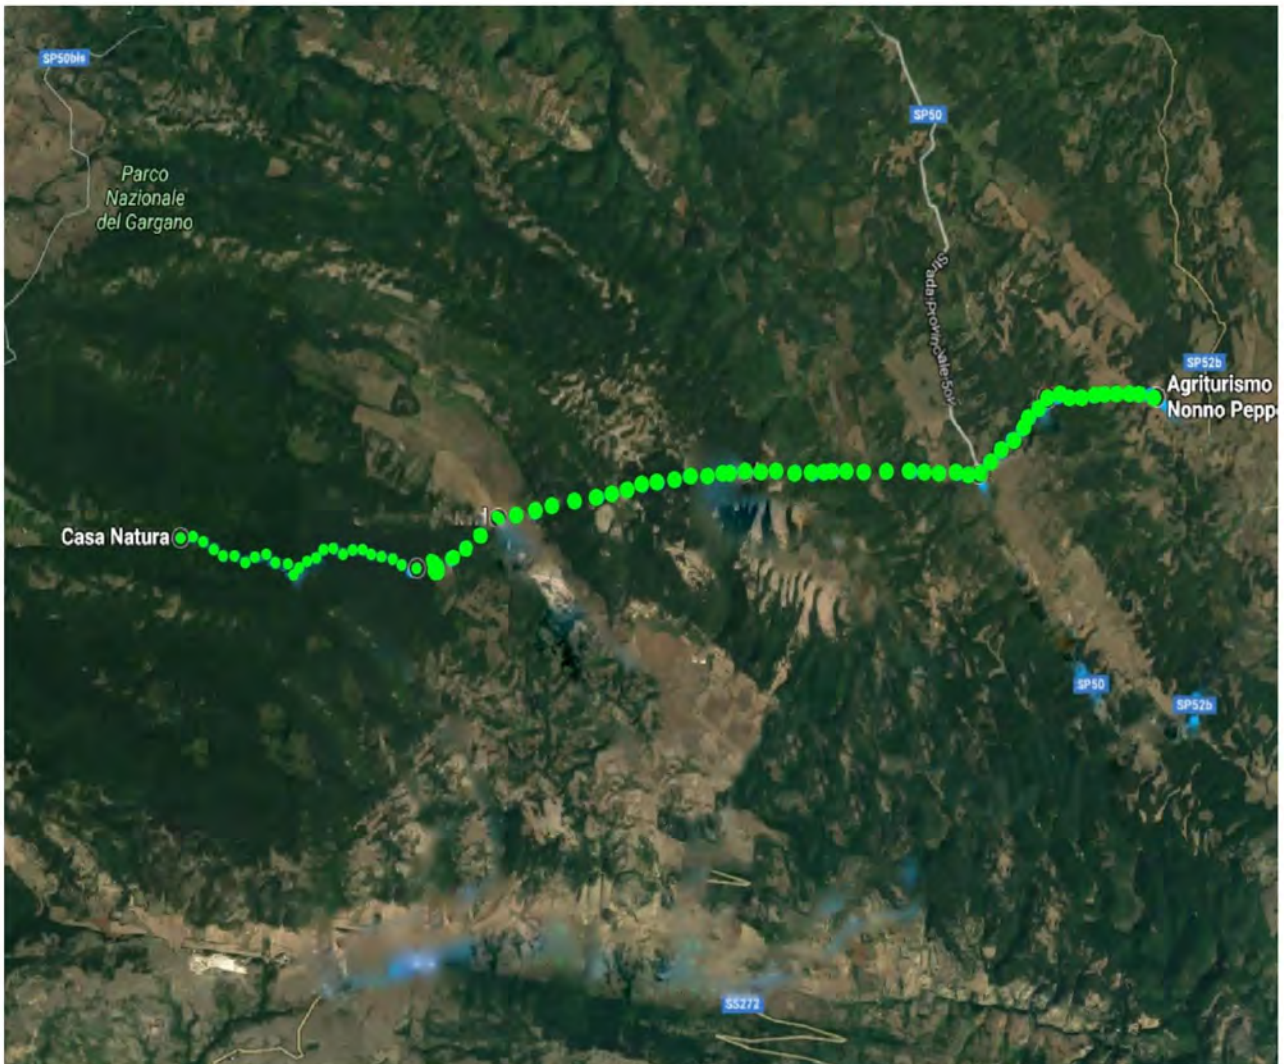 SP50bis
SP50
Parco
Nazionale
del Gargano
Strada Provinciale 50
SP52b
Agriturismo
Nonno Pepp
Casa Natura
SP50
SP52b
SS272